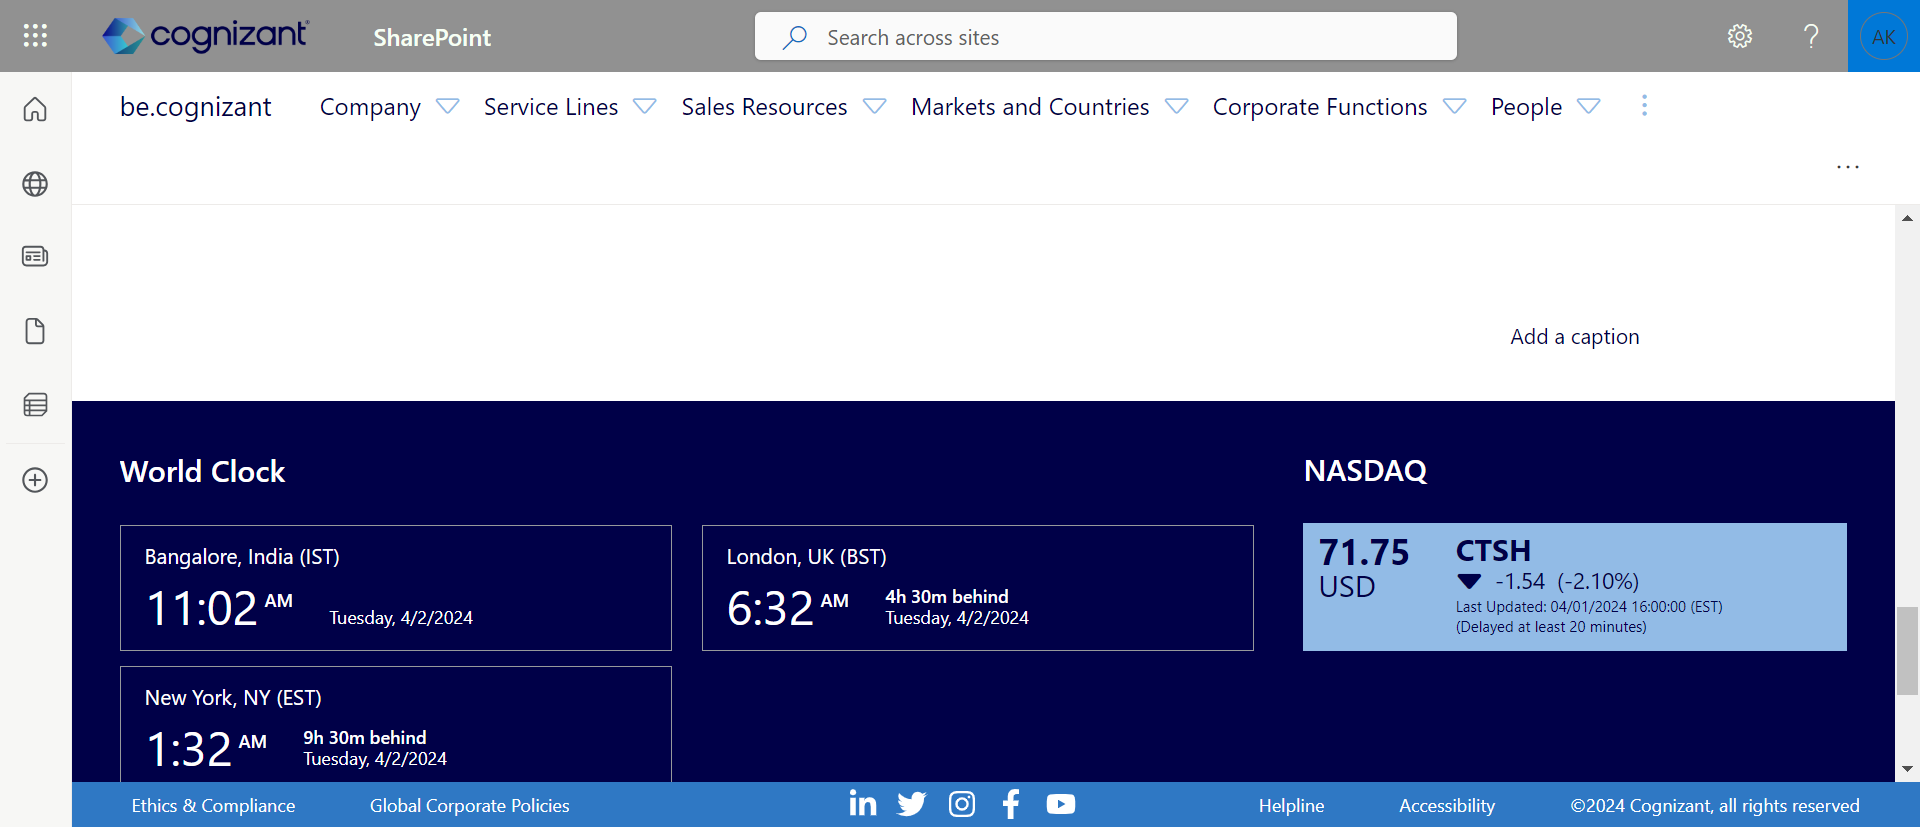 cognizant
SharePoint
Search across sites
AK
be.cognizant
Company
Service Lines
Sales Resources
Markets and Countries
Corporate Functions
People
Add a caption
World Clock
Bangalore, India (IST)
11:02 AM
Tuesday, 4/2/2024
London, UK (BST)
6:32 AM
4h 30m behind
Tuesday, 4/2/2024
New York, NY (EST)
1:32 AM
9h 30m behind
Tuesday, 4/2/2024
NASDAQ
71.75
USD
CTSH
-1.54 (-2.10%)
Last Updated: 04/01/2024 16:00:00 (EST)
(Delayed at least 20 minutes)
Ethics & Compliance
Global Corporate Policies
Helpline
Accessibility
©2024 Cognizant, all rights reserved